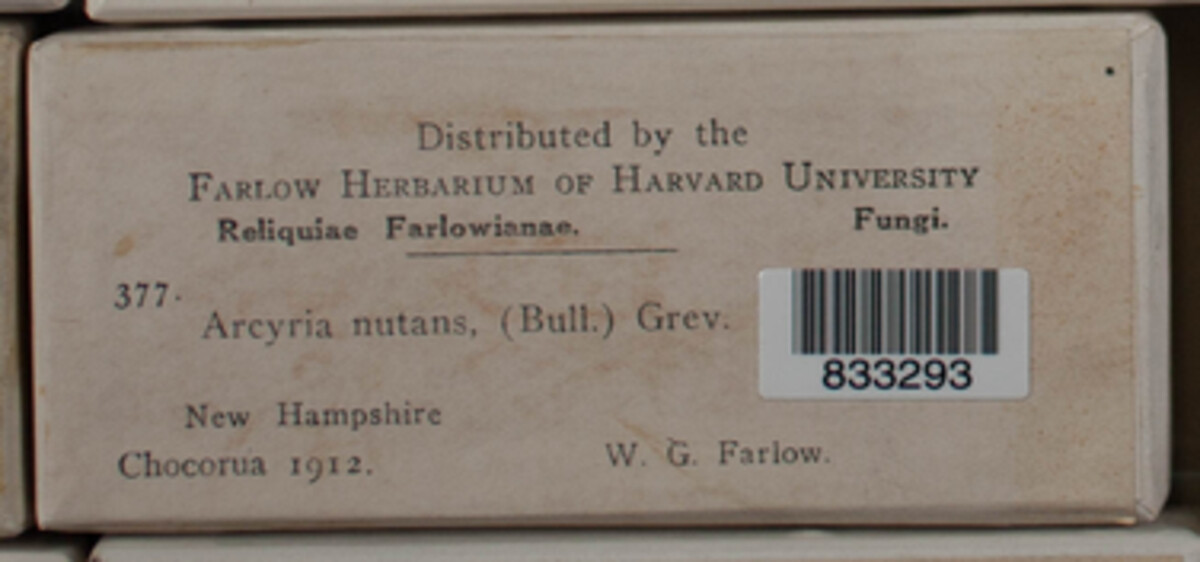 Distributed by the
FARLOW HERBARIUM OF HARVARD UNIVERSITY
Reliquiae Farlowianae. Fungi.
377.
Arcyria nutans, (Bull.) Grev.
833293
New Hampshire
Chocorua 1912.
W. G. Farlow.